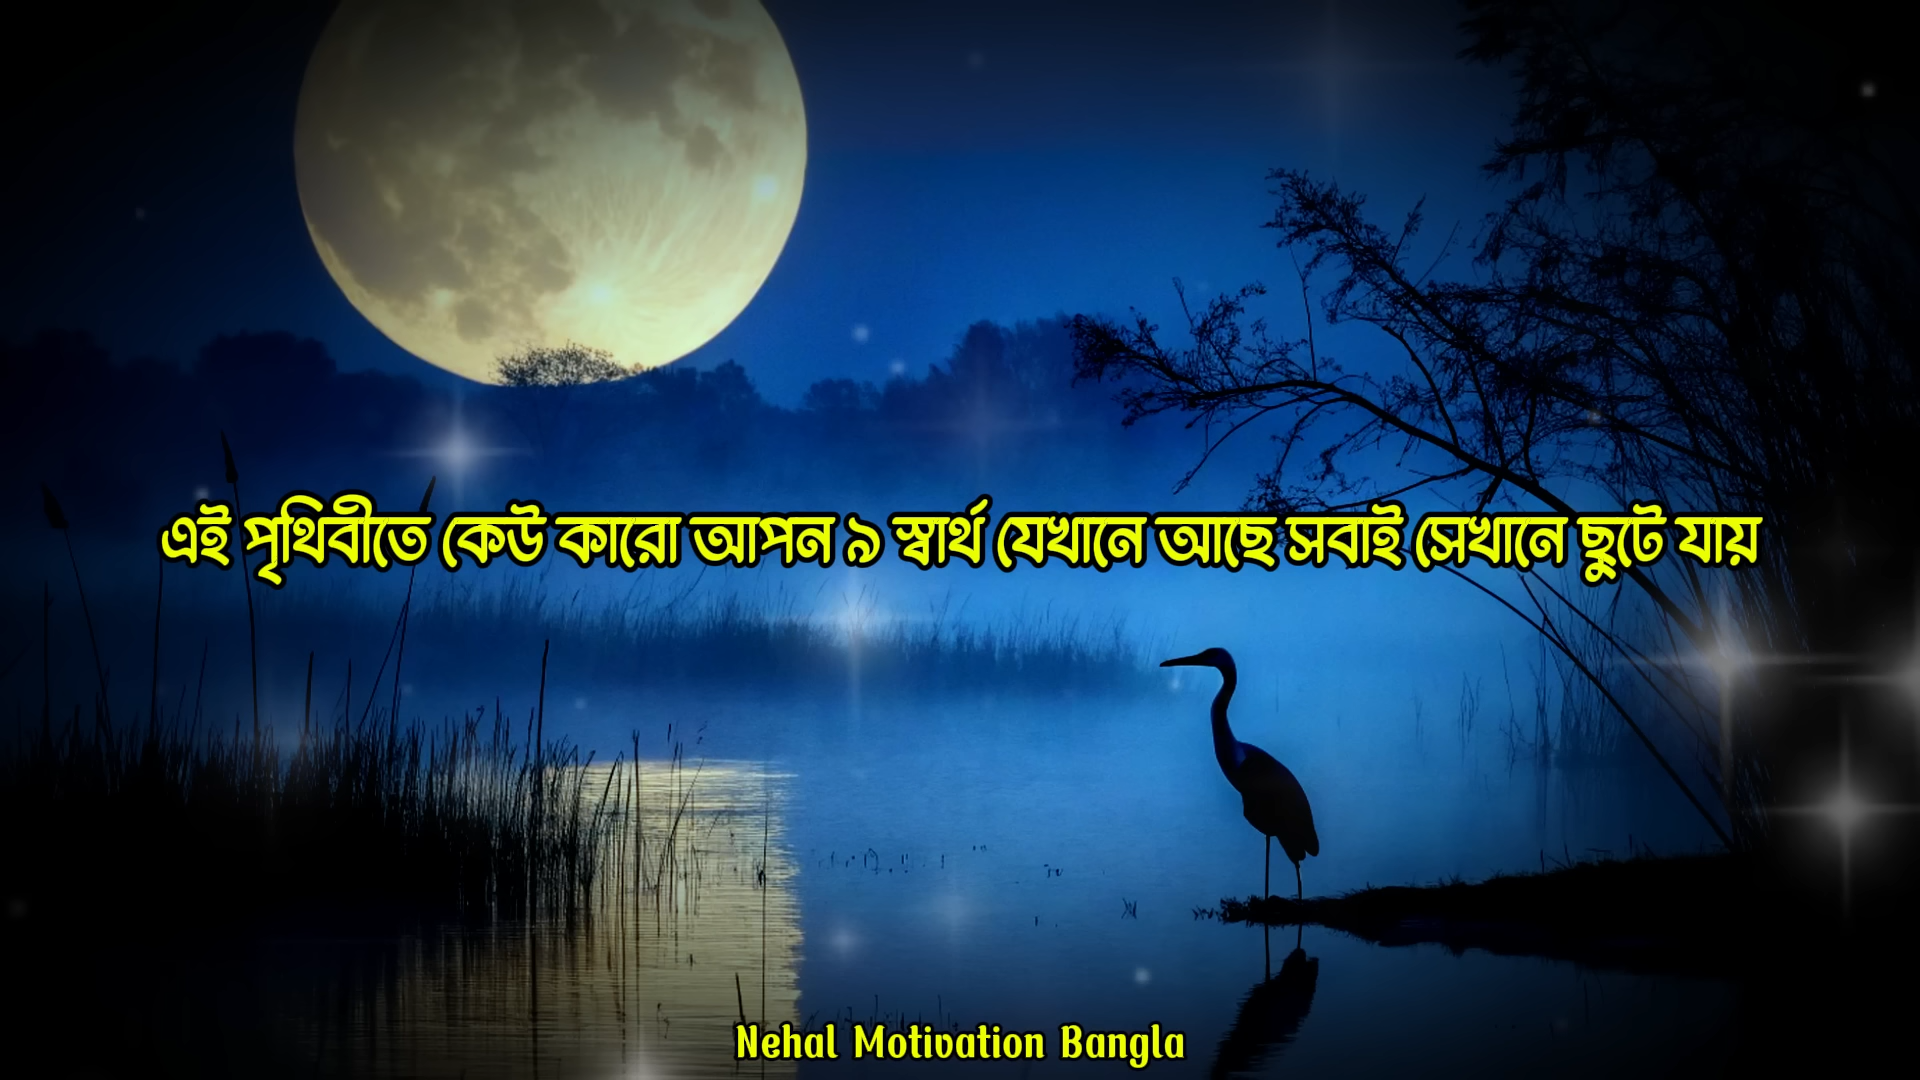 এই পৃথিবীতে কেউ কারো আপন ৯ স্বার্থ যেখানে আছে সবাই সেখানে ছুটে যায়
Nehal Motivation Bangla